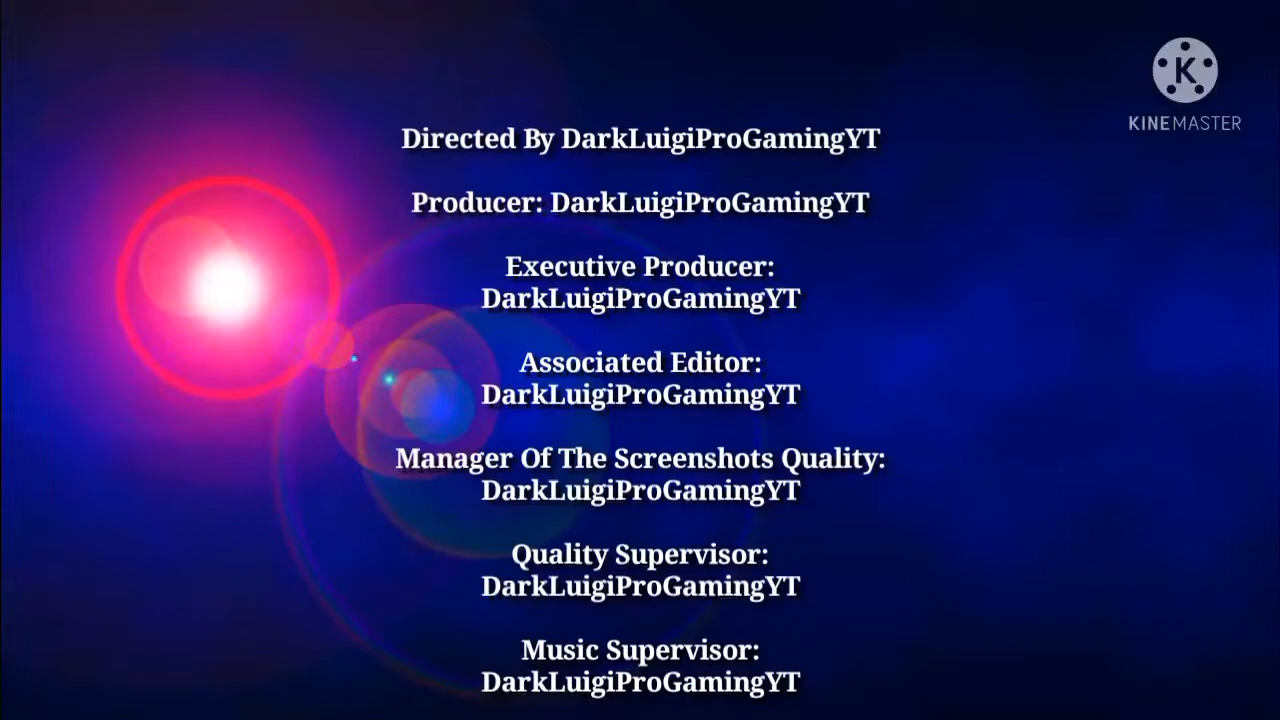 K
KINEMASTER
Directed By DarkLuigiProGamingYT
Producer: DarkLuigiProGamingYT
Executive Producer:
DarkLuigiProGamingYT
Associated Editor:
DarkLuigiProGamingYT
Manager Of The Screenshots Quality:
DarkLuigiProGamingYT
Quality Supervisor:
DarkLuigiProGamingYT
Music Supervisor:
DarkLuigiProGamingYT